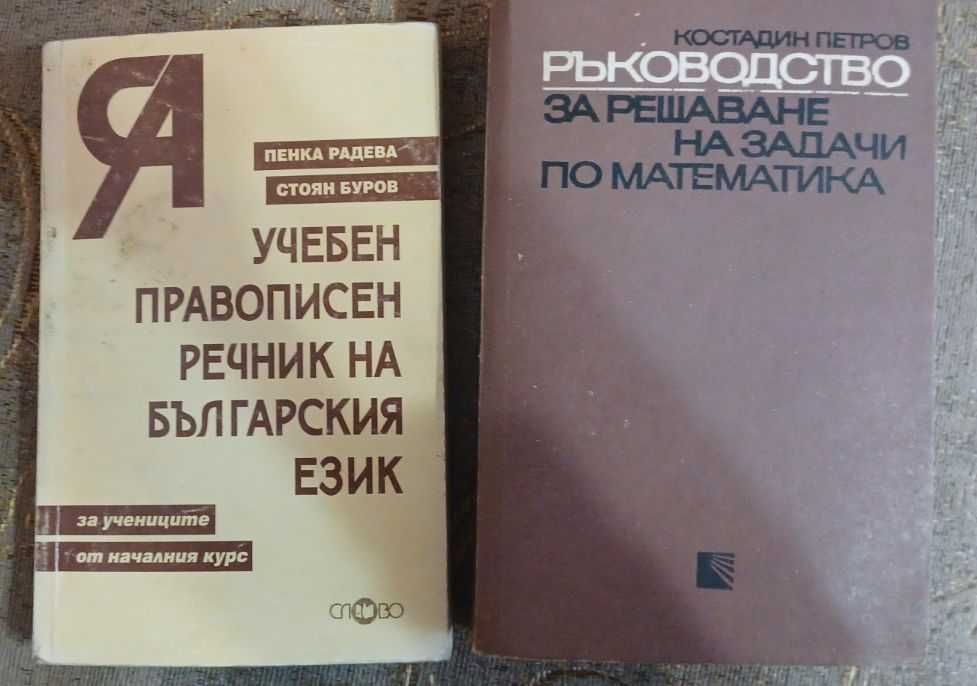 Я
ПЕНКА РАДЕВА
СТОЯН БУРОВ
УЧЕБЕН
ПРАВОПИСЕН
РЕЧНИК НА
БЪЛГАРСКИЯ
ЕЗИК
за учениците
от началния курс
СЛОВО
КОСТАДИН ПЕТРОВ
РЪКОВОДСТВО
ЗА РЕШАВАНЕ
НА ЗАДАЧИ
ПО МАТЕМАТИКА